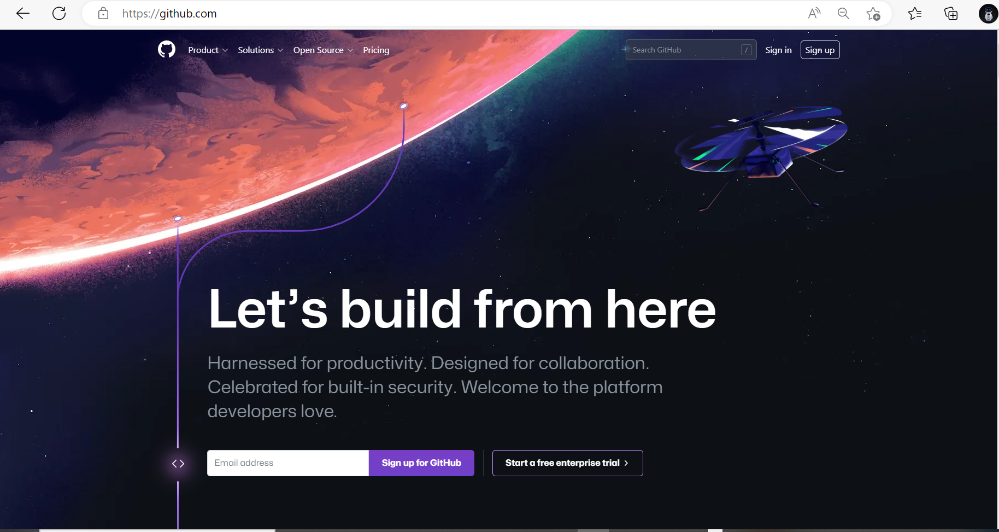 https://github.com
Product Solutions Open Source Pricing Search GitHub / Sign in Sign up
Let’s build from here
Harnessed for productivity. Designed for collaboration.
Celebrated for built-in security. Welcome to the platform
developers love.
Email address Sign up for GitHub Start a free enterprise trial